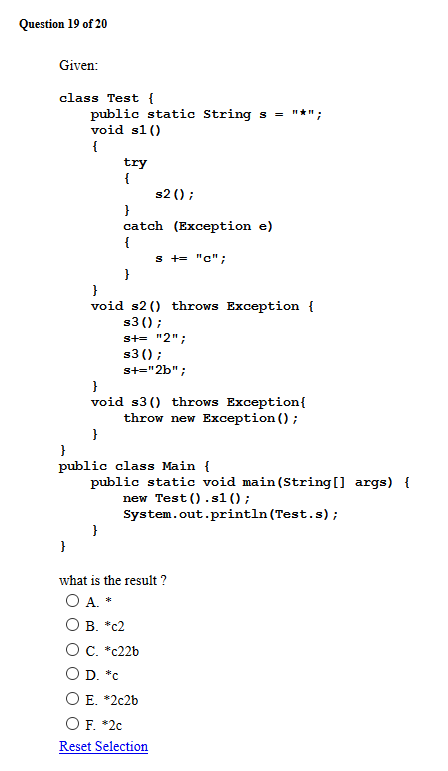 Question 19 of 20
Given:
class Test {
public static String s = "*";
void s1()
{
try
{
s2();
}
catch (Exception e)
{
s += "c";
}
}
void s2() throws Exception {
s3();
s+= "2";
s3();
s+="2b";
}
void s3() throws Exception{
throw new Exception();
}
}
public class Main {
public static void main(String[] args) {
new Test().s1();
System.out.println(Test.s);
}
}
what is the result ?
A. *
B. *c2
C. *c22b
D. *c
E. *2c2b
F. *2c
Reset Selection